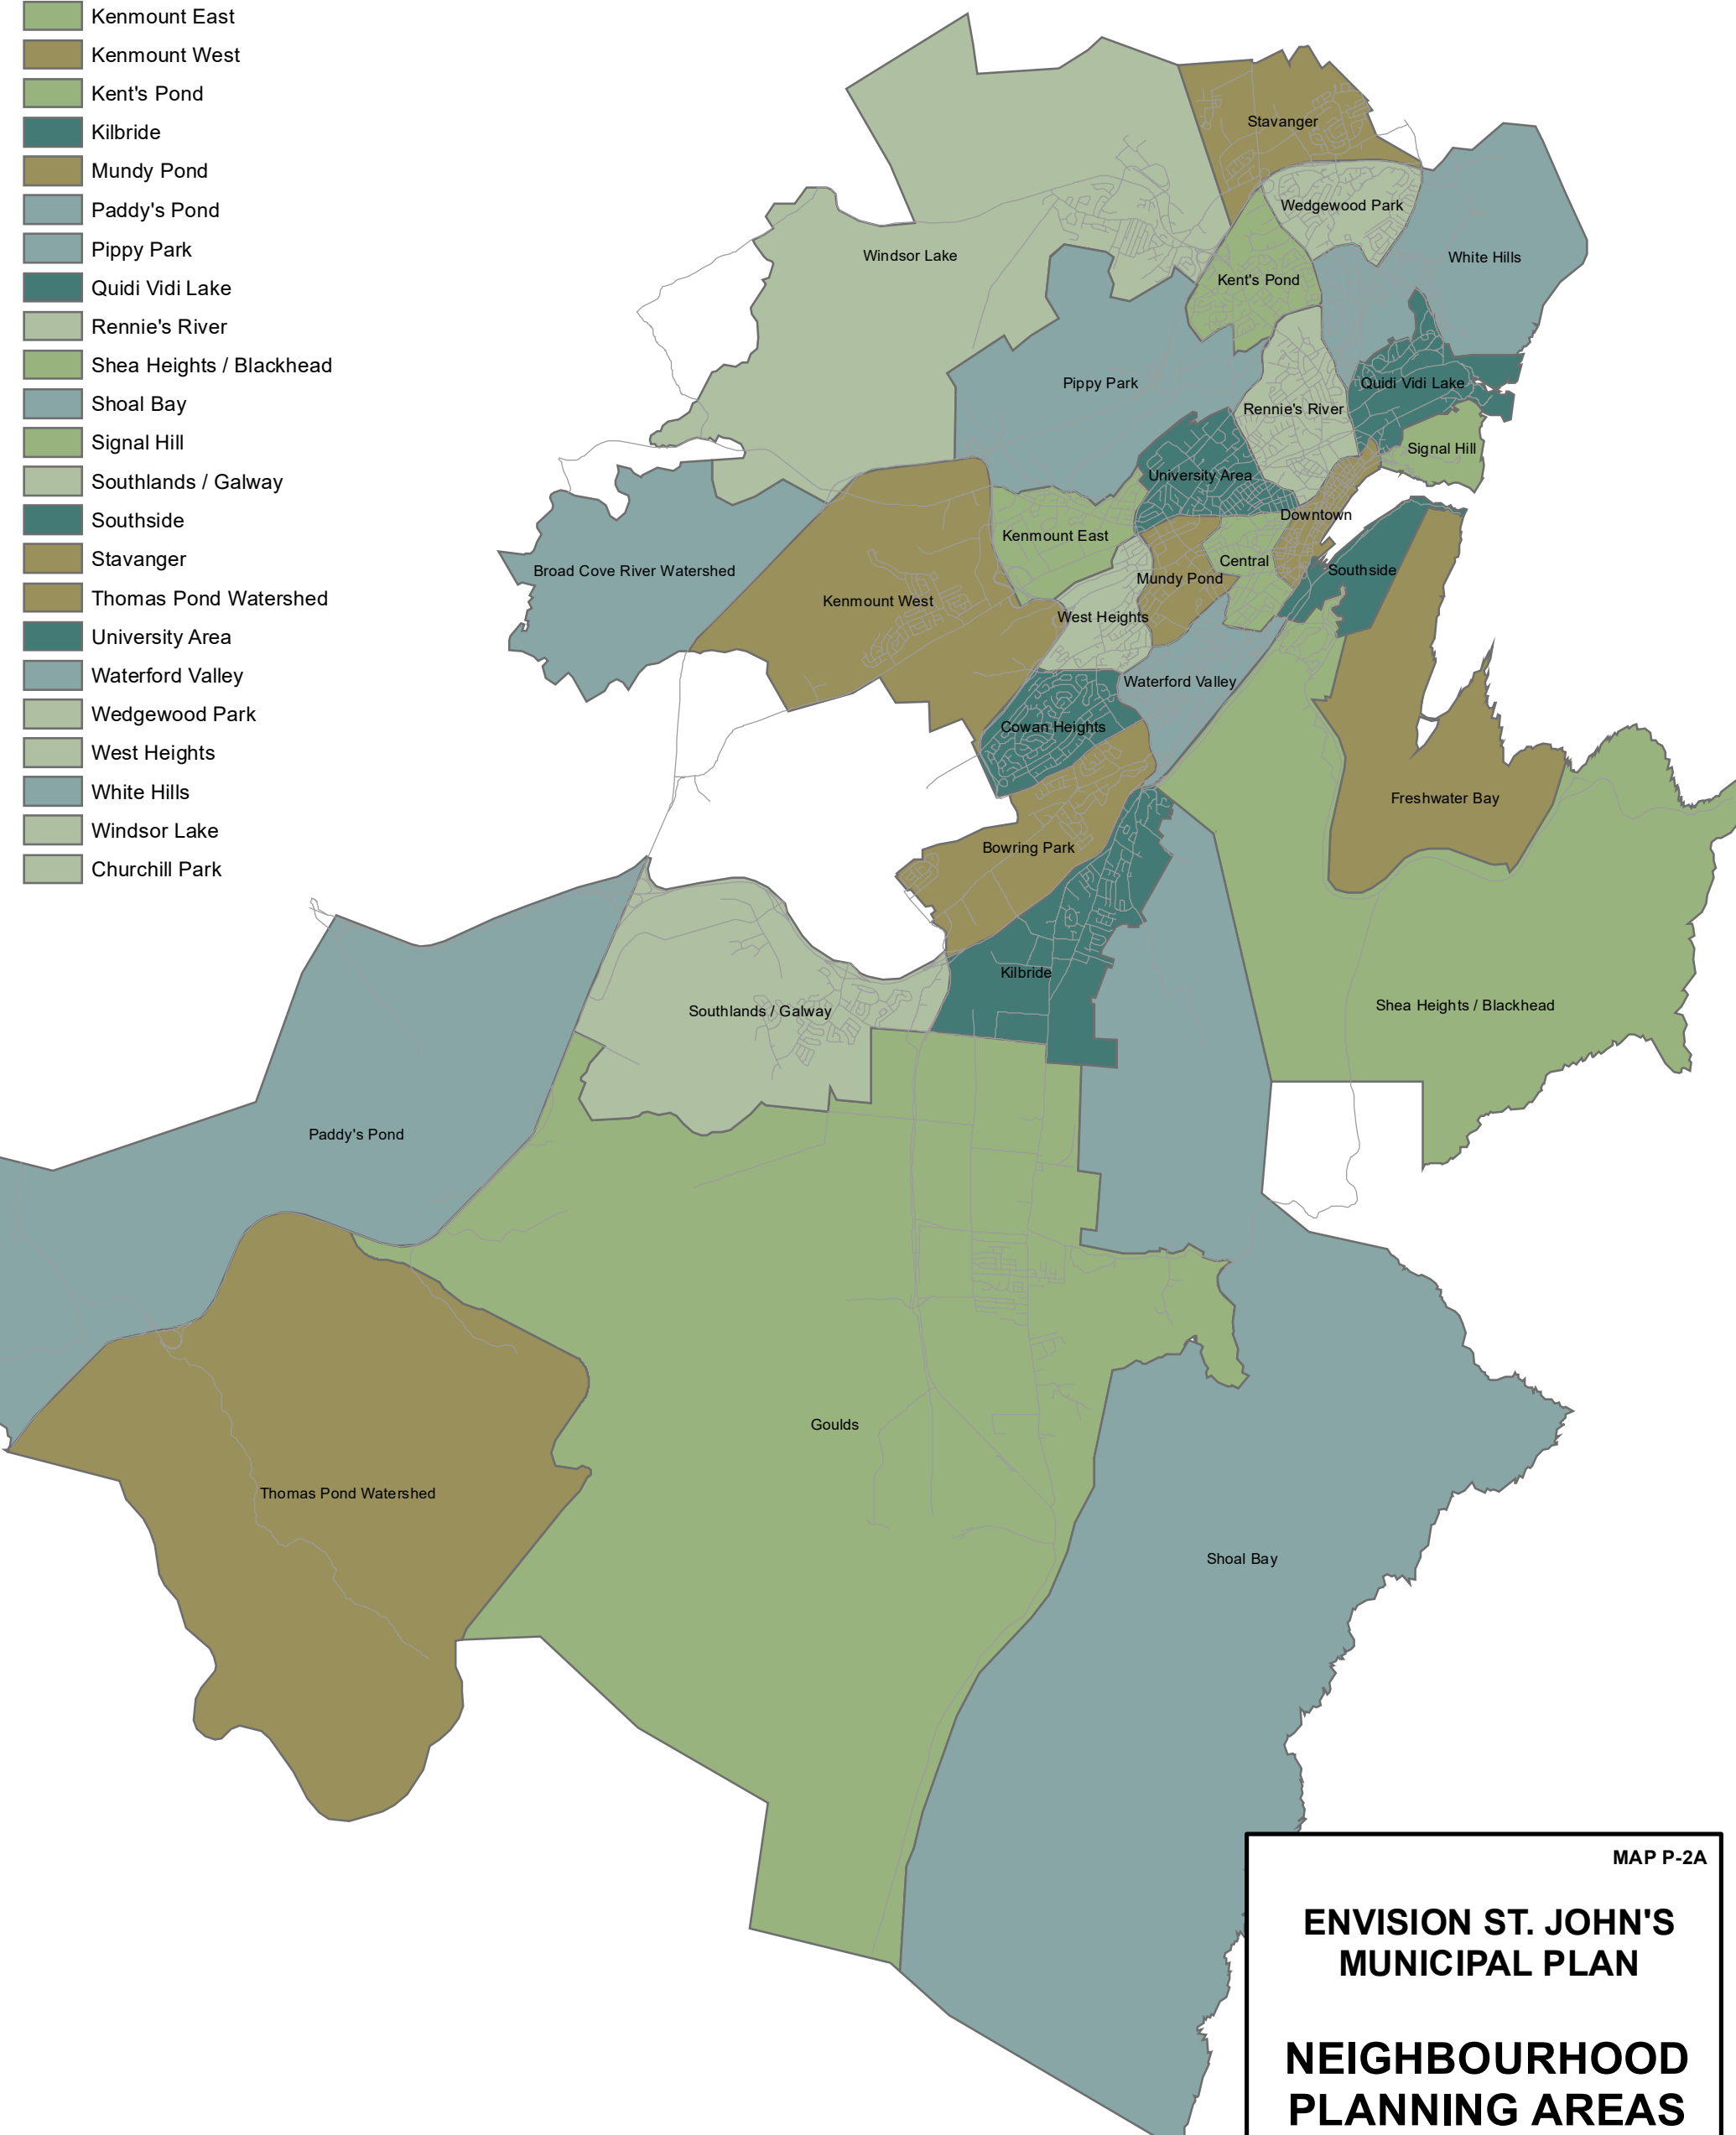 Kenmount East
Kenmount West
Kent's Pond
Kilbride
Mundy Pond
Paddy's Pond
Pippy Park
Quidi Vidi Lake
Rennie's River
Shea Heights / Blackhead
Shoal Bay
Signal Hill
Southlands / Galway
Southside
Stavanger
Thomas Pond Watershed
University Area
Waterford Valley
Wedgewood Park
West Heights
White Hills
Windsor Lake
Churchill Park
Stavanger
Wedgewood Park
Windsor Lake
White Hills
Kent's Pond
Pippy Park
Quidi Vidi Lake
Rennie's River
Signal Hill
University Area
Downtown
Kenmount East
Central
Broad Cove River Watershed
Southside
Mundy Pond
Kenmount West
West Heights
Waterford Valley
Cowan Heights
Freshwater Bay
Bowring Park
Kilbride
Shea Heights / Blackhead
Southlands / Galway
Paddy's Pond
Goulds
Thomas Pond Watershed
Shoal Bay
MAP P-2A
ENVISION ST. JOHN'S
MUNICIPAL PLAN
NEIGHBOURHOOD
PLANNING AREAS